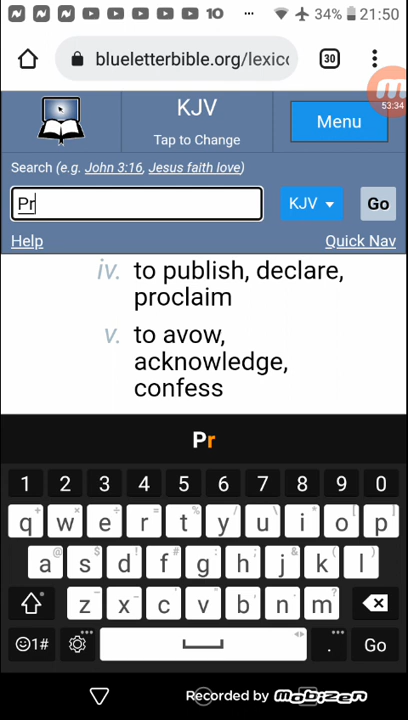 10 ... 34% 21:50
blueletterbible.org/lexic 30
53:34
KJV
Tap to Change
Menu
Search (e.g. John 3:16, Jesus faith love)
Pr KJV Go
Help Quick Nav
iv. to publish, declare,
proclaim
v. to avow,
acknowledge,
confess
Pr
1 2 3 4 5 6 7 8 9 0
q w e r t y u i o p
a s d f g h j k l
z x c v b n m
1# . Go
Recorded by mobizen